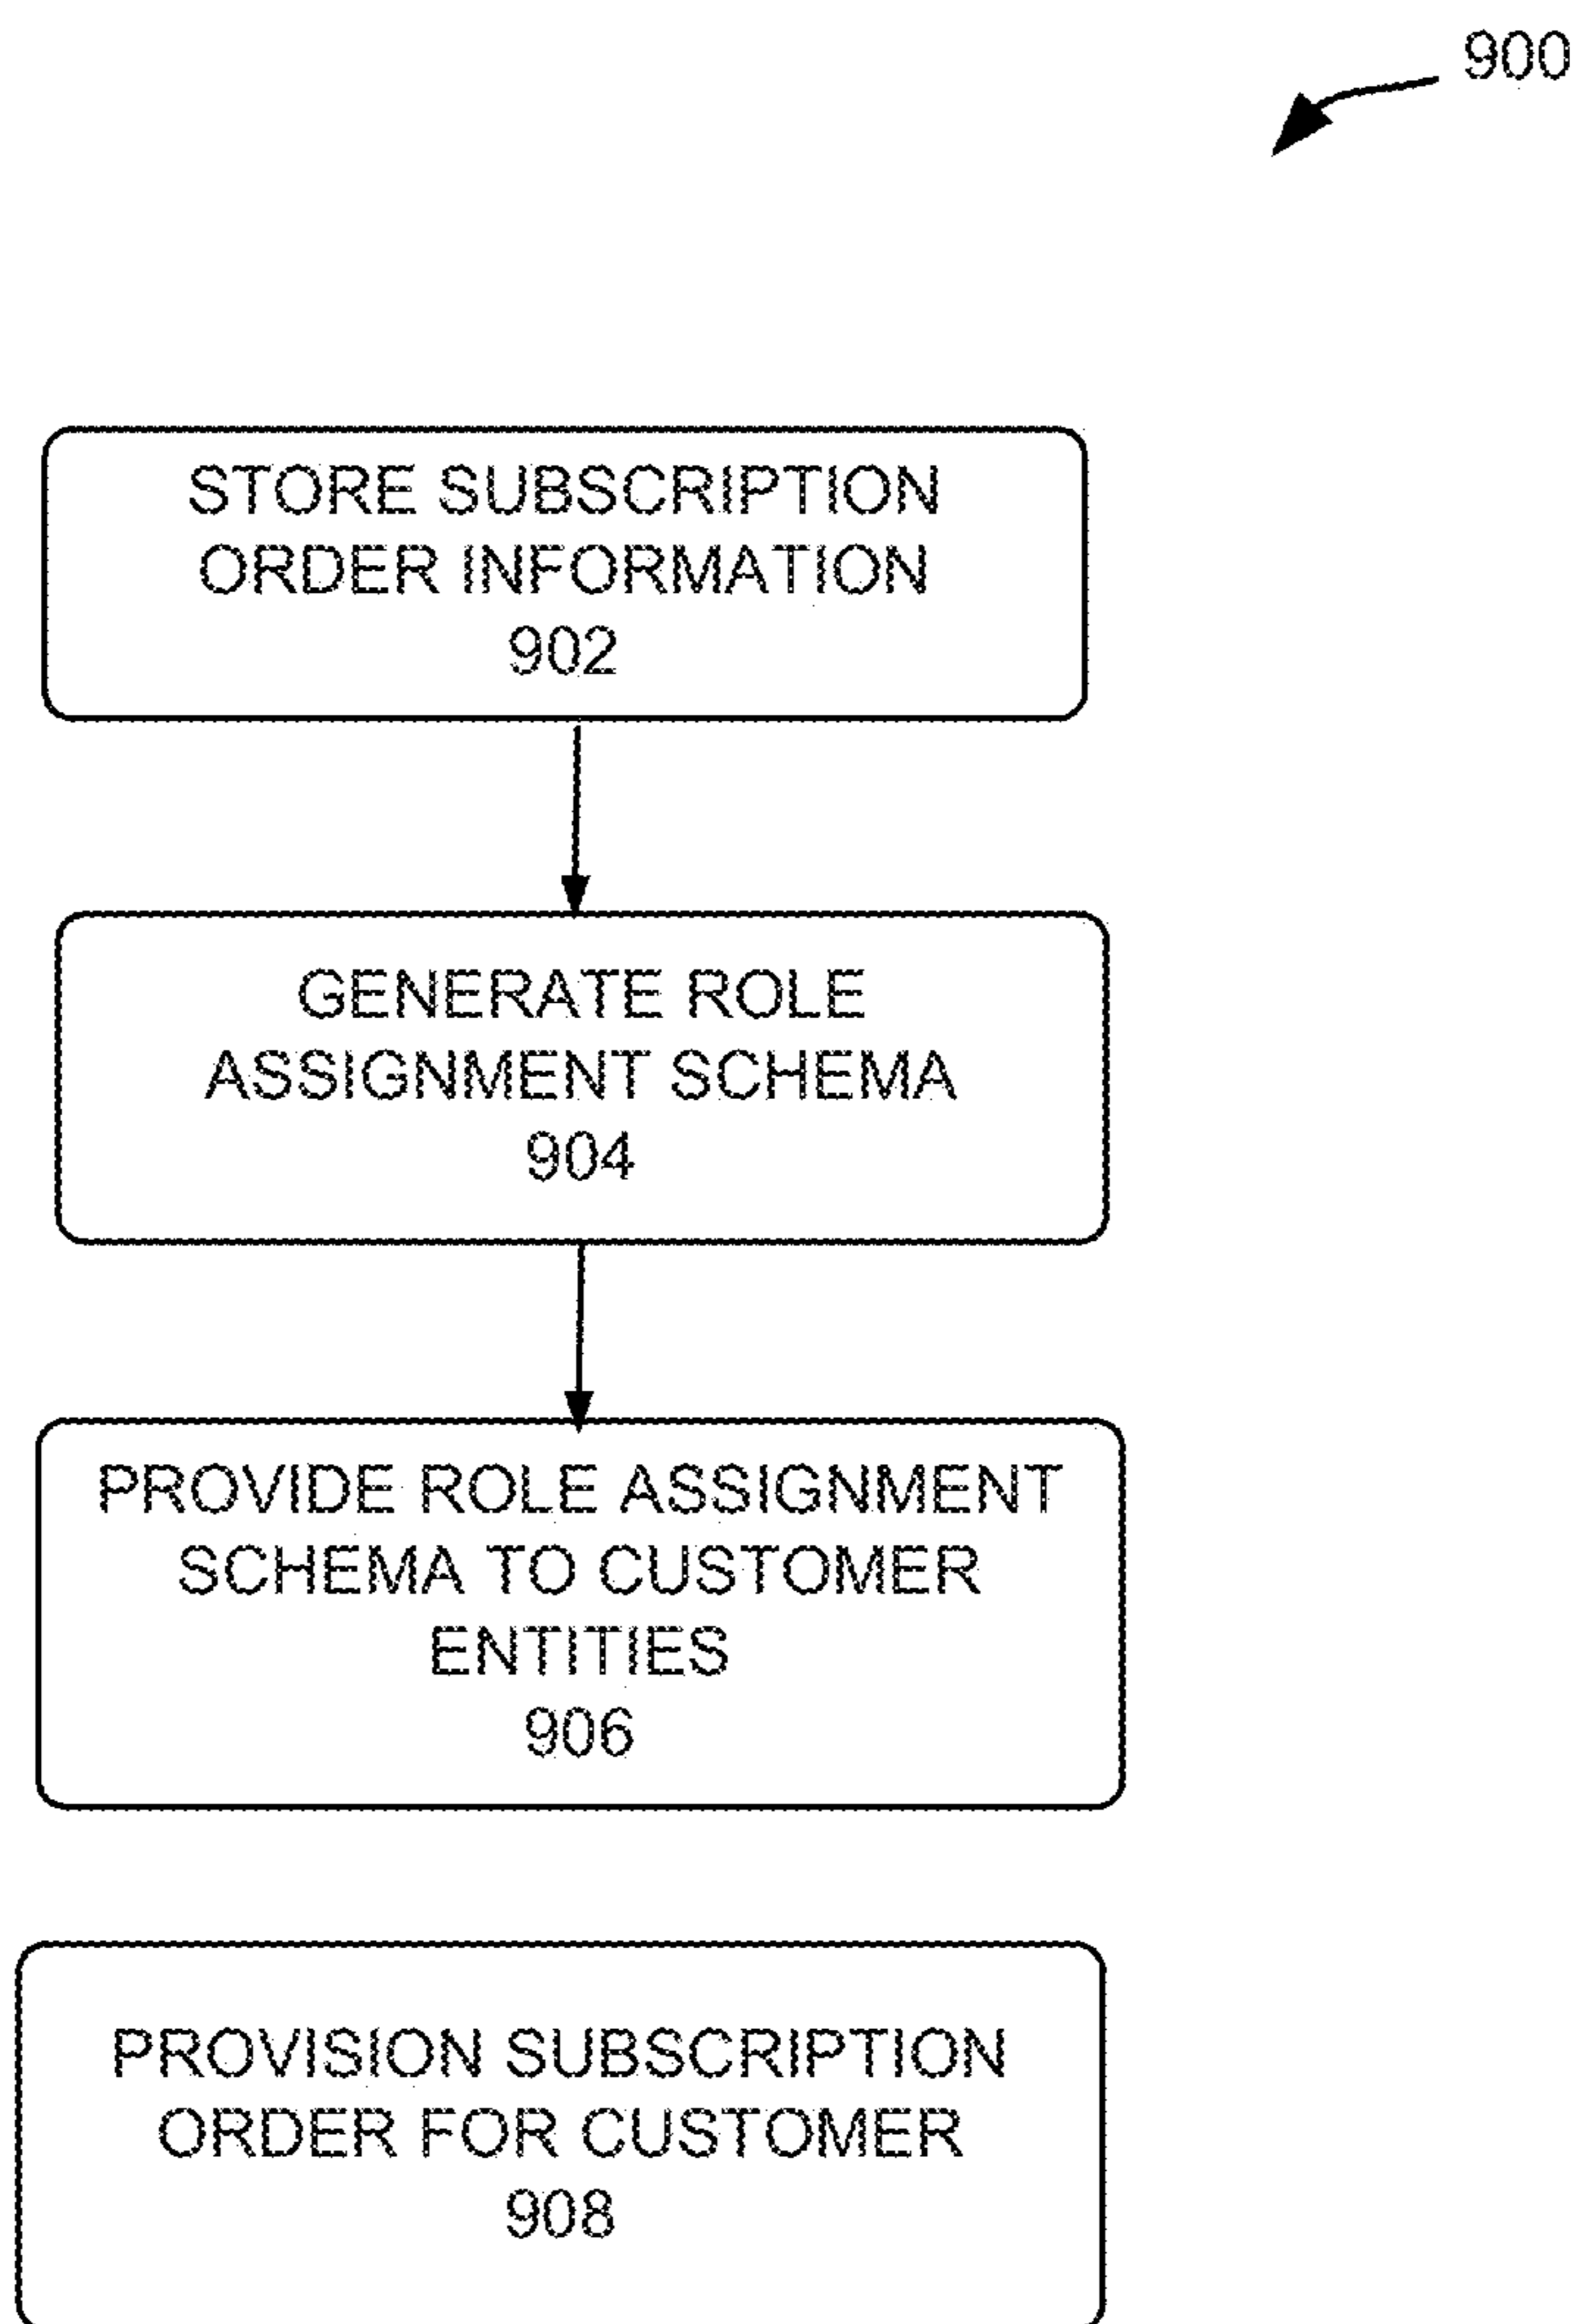 900
STORE SUBSCRIPTION
ORDER INFORMATION
902
GENERATE ROLE
ASSIGNMENT SCHEMA
904
PROVIDE ROLE ASSIGNMENT
SCHEMA TO CUSTOMER
ENTITIES
906
PROVISION SUBSCRIPTION
ORDER FOR CUSTOMER
908